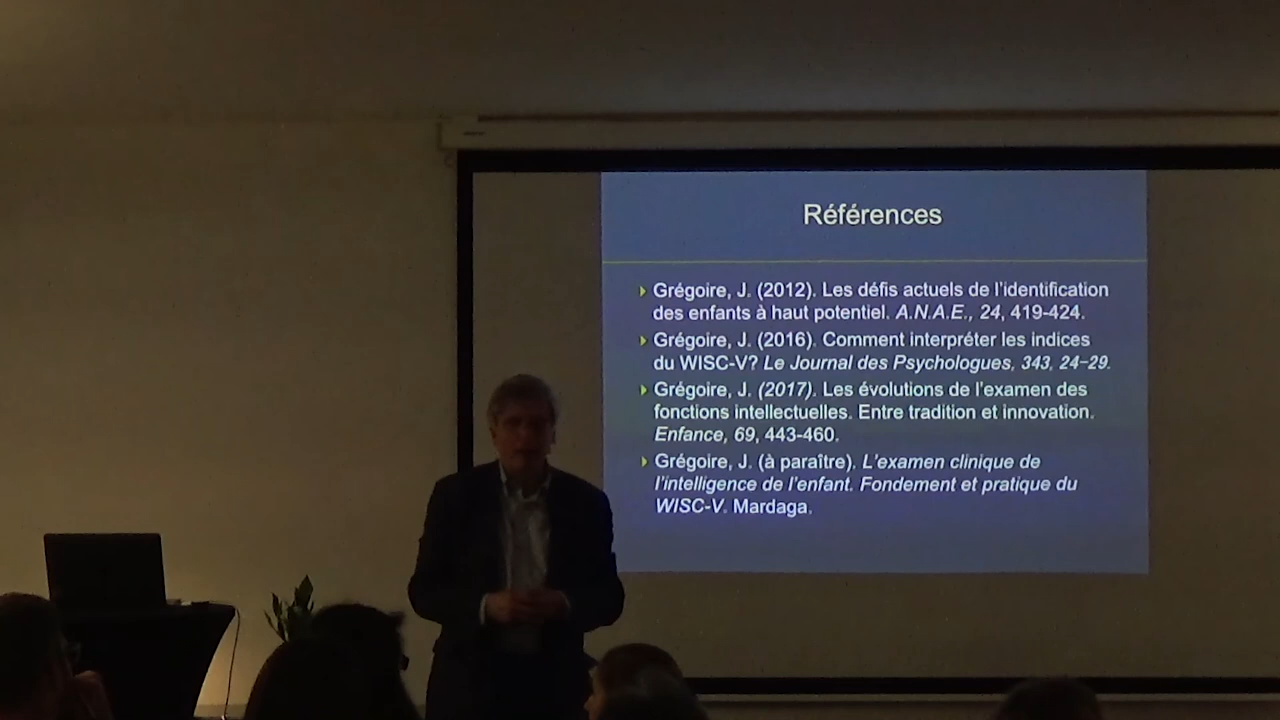 Références
Grégoire, J. (2012). Les défis actuels de l'identification
des enfants à haut potentiel. A.N.A.E., 24, 419-424.
Grégoire, J. (2016). Comment interpréter les indices
du WISC-V? Le Journal des Psychologues, 343, 24–29.
Grégoire, J. (2017). Les évolutions de l'examen des
fonctions intellectuelles. Entre tradition et innovation.
Enfance, 69, 443-460.
Grégoire, J. (à paraître). L'examen clinique de
l'intelligence de l'enfant. Fondement et pratique du
WISC-V. Mardaga.